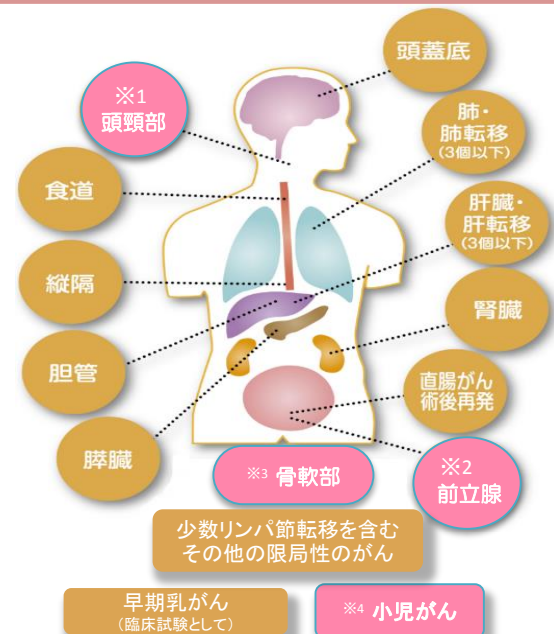 頭蓋底
※1
頭頸部
肺・
肺転移
(3個以下)
食道
肝臓・
肝転移
(3個以下)
縦隔
腎臓
胆管
直腸がん
術後再発
膵臓
※3 骨軟部
※2
前立腺
少数リンパ節転移を含む
その他の限局性のがん
早期乳がん
(臨床試験として)
※4 小児がん